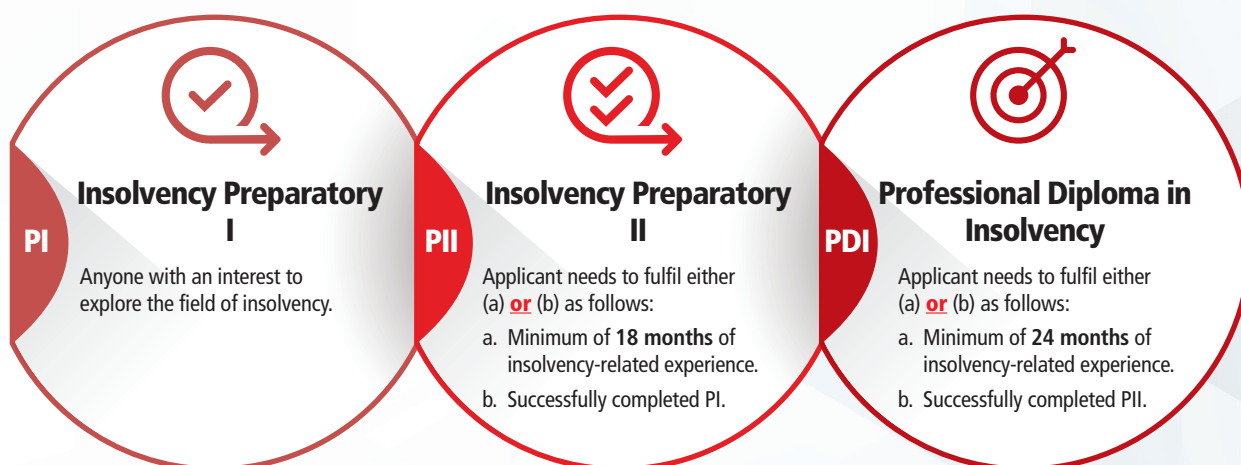 PI
Insolvency Preparatory
I
Anyone with an interest to
explore the field of insolvency.
PII
Insolvency Preparatory
II
Applicant needs to fulfil either
(a) or (b) as follows:
a. Minimum of 18 months of
insolvency-related experience.
b. Successfully completed PI.
PDI
Professional Diploma in
Insolvency
Applicant needs to fulfil either
(a) or (b) as follows:
a. Minimum of 24 months of
insolvency-related experience.
b. Successfully completed PII.